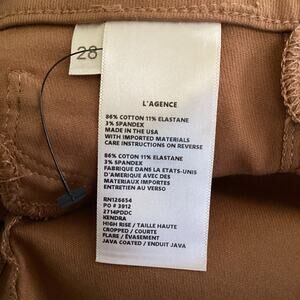 28
L'AGENCE
86% COTTON 11% ELASTANE
3% SPANDEX
MADE IN THE USA
WITH IMPORTED MATERIALS
CARE INSTRUCTIONS ON REVERSE
86% COTTON 11% ELASTANE
3% SPANDEX
FABRIQUE DANS LA ETATS-UNIS
D'AMERIQUE AVEC DES
MATERIAUX IMPORTES
ENTRETIEN AU VERSO
RN126654
PO # 3912
2714PDDC
KENDRA
HIGH RISE / TAILLE HAUTE
CROPPED / COURTE
FLARE / ÉVASEMENT
JAVA COATED / ENDUIT JAVA